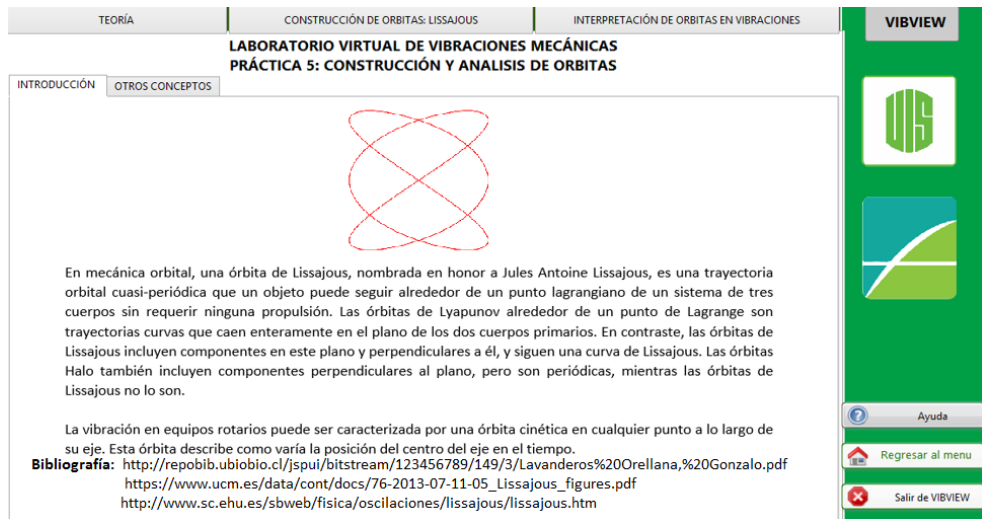 TEORÍA
CONSTRUCCIÓN DE ORBITAS: LISSAJOUS
INTERPRETACIÓN DE ORBITAS EN VIBRACIONES
VIBVIEW
LABORATORIO VIRTUAL DE VIBRACIONES MECÁNICAS
PRÁCTICA 5: CONSTRUCCIÓN Y ANALISIS DE ORBITAS
INTRODUCCIÓN
OTROS CONCEPTOS
UIS
En mecánica orbital, una órbita de Lissajous, nombrada en honor a Jules Antoine Lissajous, es una trayectoria
orbital cuasi-periódica que un objeto puede seguir alrededor de un punto lagrangiano de un sistema de tres
cuerpos sin requerir ninguna propulsión. Las órbitas de Lyapunov alrededor de un punto de Lagrange son
trayectorias curvas que caen enteramente en el plano de los dos cuerpos primarios. En contraste, las órbitas de
Lissajous incluyen componentes en este plano y perpendiculares a él, y siguen una curva de Lissajous. Las órbitas
Halo también incluyen componentes perpendiculares al plano, pero son periódicas, mientras las órbitas de
Lissajous no lo son.
La vibración en equipos rotarios puede ser caracterizada por una órbita cinética en cualquier punto a lo largo de
su eje. Esta órbita describe como varía la posición del centro del eje en el tiempo.
Bibliografía: http://repobib.ubiobio.cl/jspui/bitstream/123456789/149/3/Lavanderos%20Orellana,%20Gonzalo.pdf
https://www.ucm.es/data/cont/docs/76-2013-07-11-05_Lissajous_figures.pdf
http://www.sc.ehu.es/sbweb/fisica/oscilaciones/lissajous/lissajous.htm
Ayuda
Regresar al menu
Salir de VIBVIEW